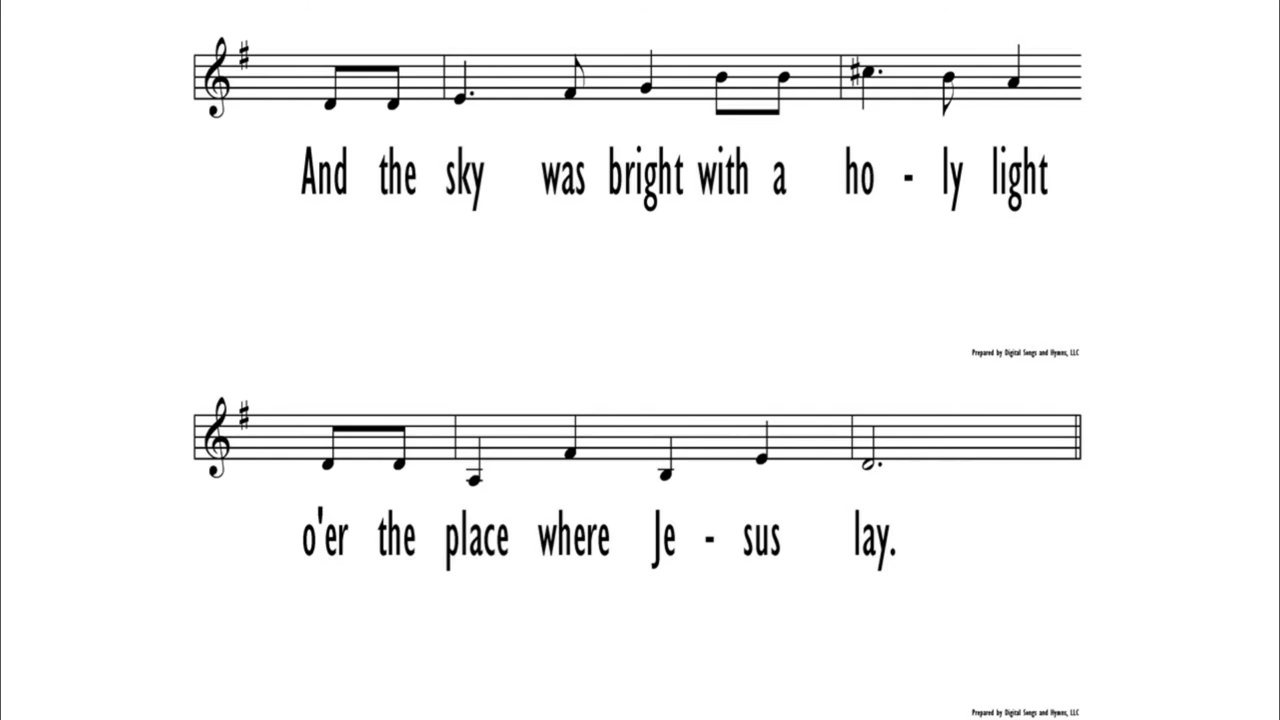 And the sky was bright with a ho - ly light
Prepared by Digital Songs and Hymns, LLC
o'er the place where Je - sus lay.
Prepared by Digital Songs and Hymns, LLC